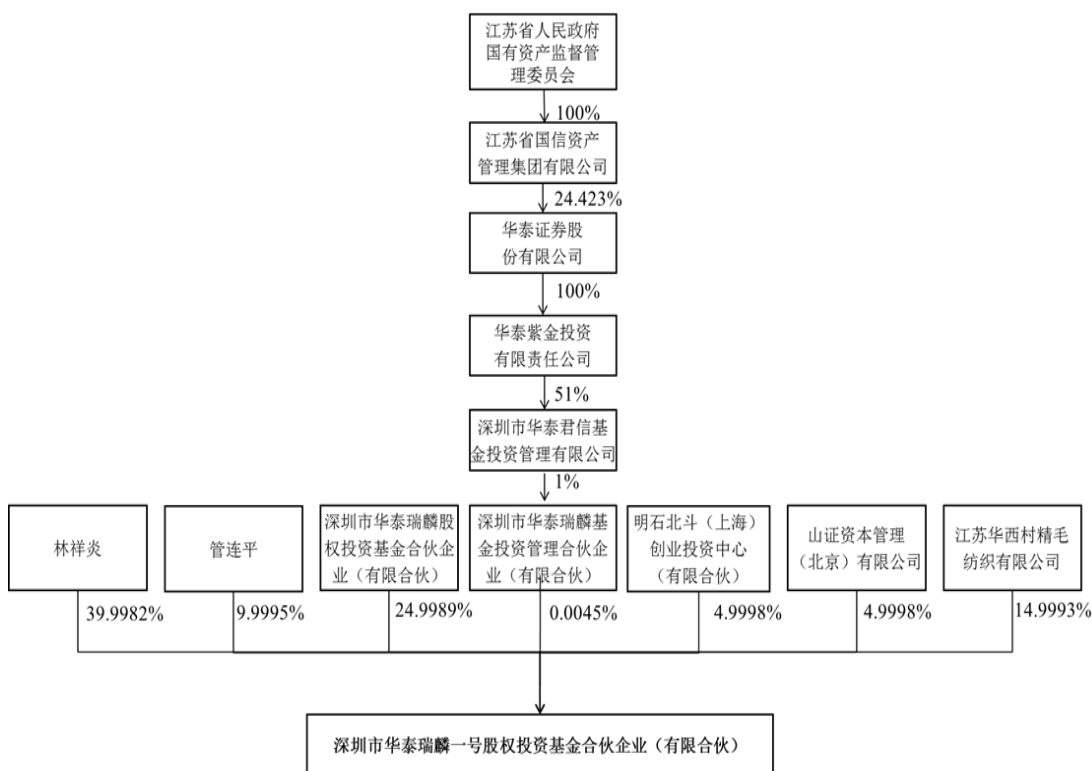 江苏省人民政府
国有资产监督管
理委员会
100%
江苏省国信资产
管理集团有限公司
24.423%
华泰证券股
份有限公司
100%
华泰紫金投资
有限责任公司
51%
深圳市华泰君信基
金投资管理有限公司
1%
林祥炎
管连平
深圳市华泰瑞麟股
权投资基金合伙企
业（有限合伙）
深圳市华泰瑞麟基
金投资管理合伙企
业（有限合伙）
明石北斗（上海）
创业投资中心
（有限合伙）
山证资本管理
（北京）有限公司
江苏华西村精毛
纺织有限公司
39.9982%
9.9995%
24.9989%
0.0045%
4.9998%
4.9998%
14.9993%
深圳市华泰瑞麟一号股权投资基金合伙企业（有限合伙）